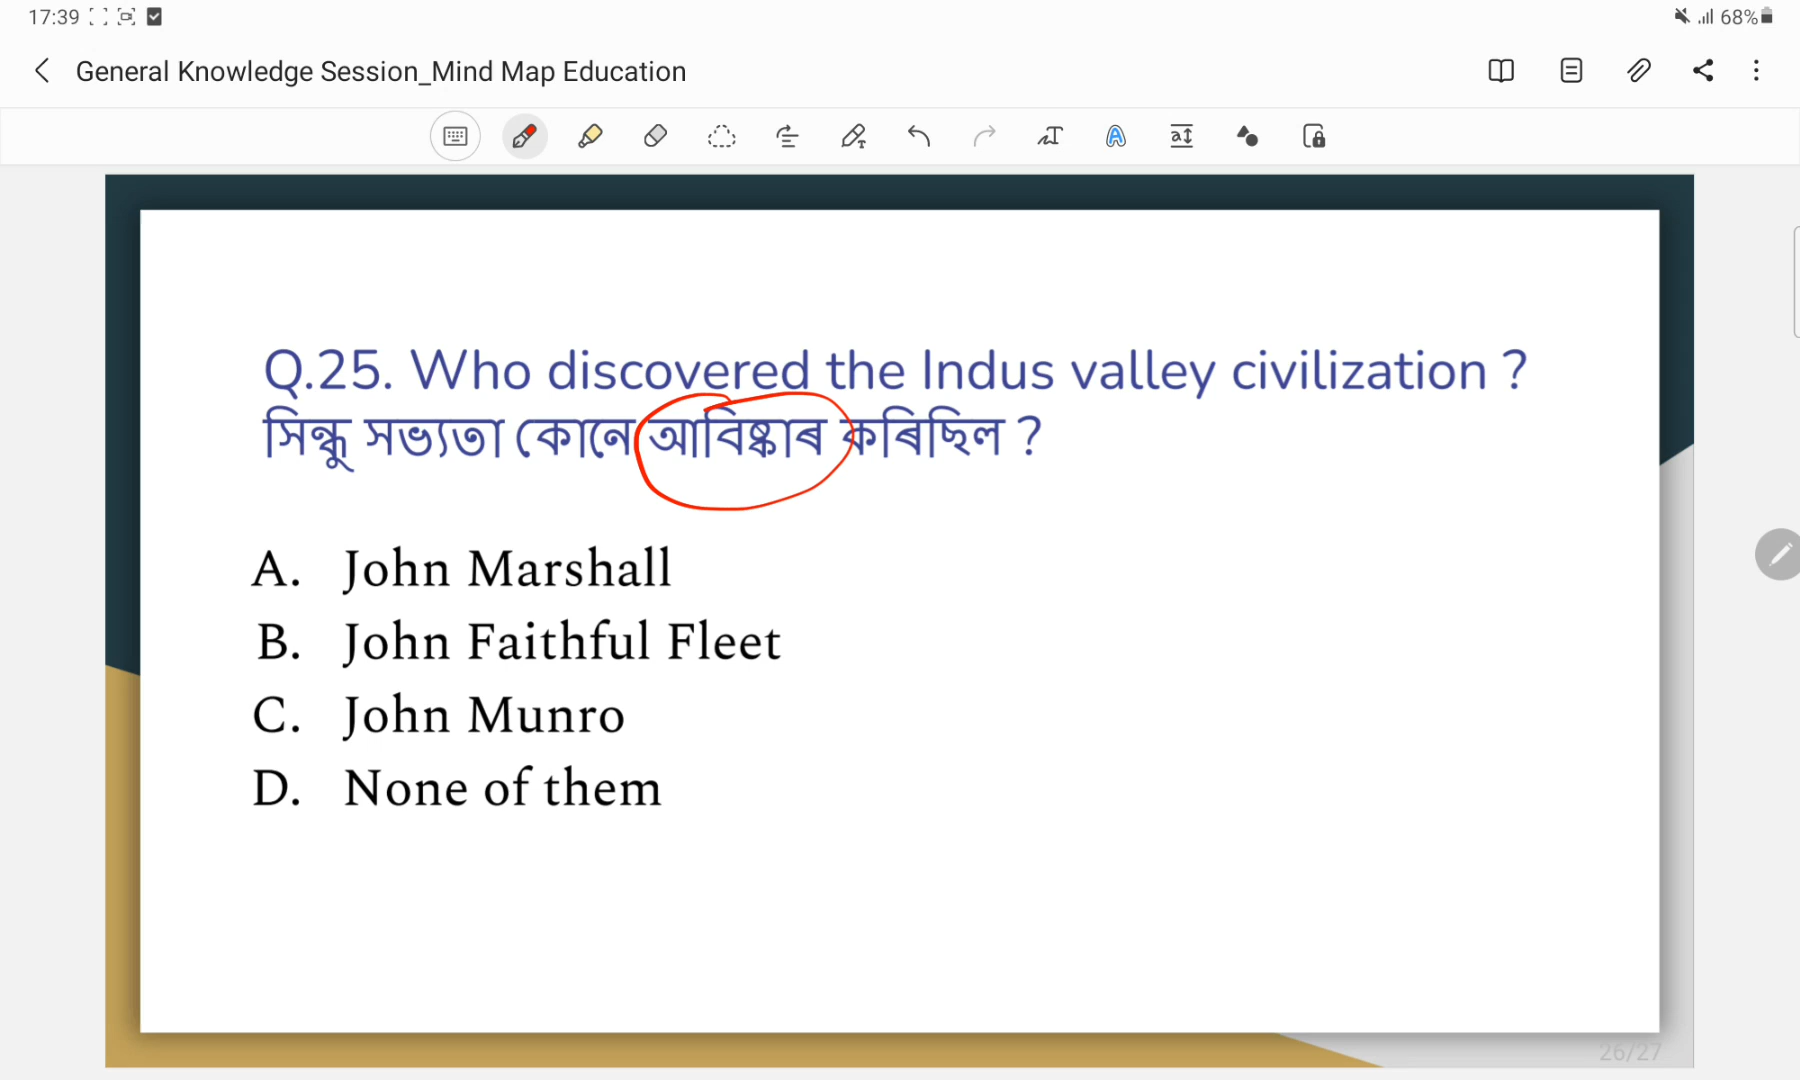 17:39
68%
General Knowledge Session_Mind Map Education
Q.25. Who discovered the Indus valley civilization ?
সিন্ধু সভ্যতা কোনে আবিষ্কাৰ কৰিছিল ?
A. John Marshall
B. John Faithful Fleet
C. John Munro
D. None of them
26/27